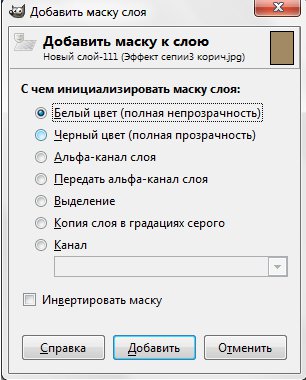 Добавить маску слоя
Добавить маску к слою
Новый слой-111 (Эффект сепии3 корич.jpg)
С чем инициализировать маску слоя:
Белый цвет (полная непрозрачность)
Черный цвет (полная прозрачность)
Альфа-канал слоя
Передать альфа-канал слоя
Выделение
Копия слоя в градациях серого
Канал
Инвертировать маску
Справка Добавить Отменить